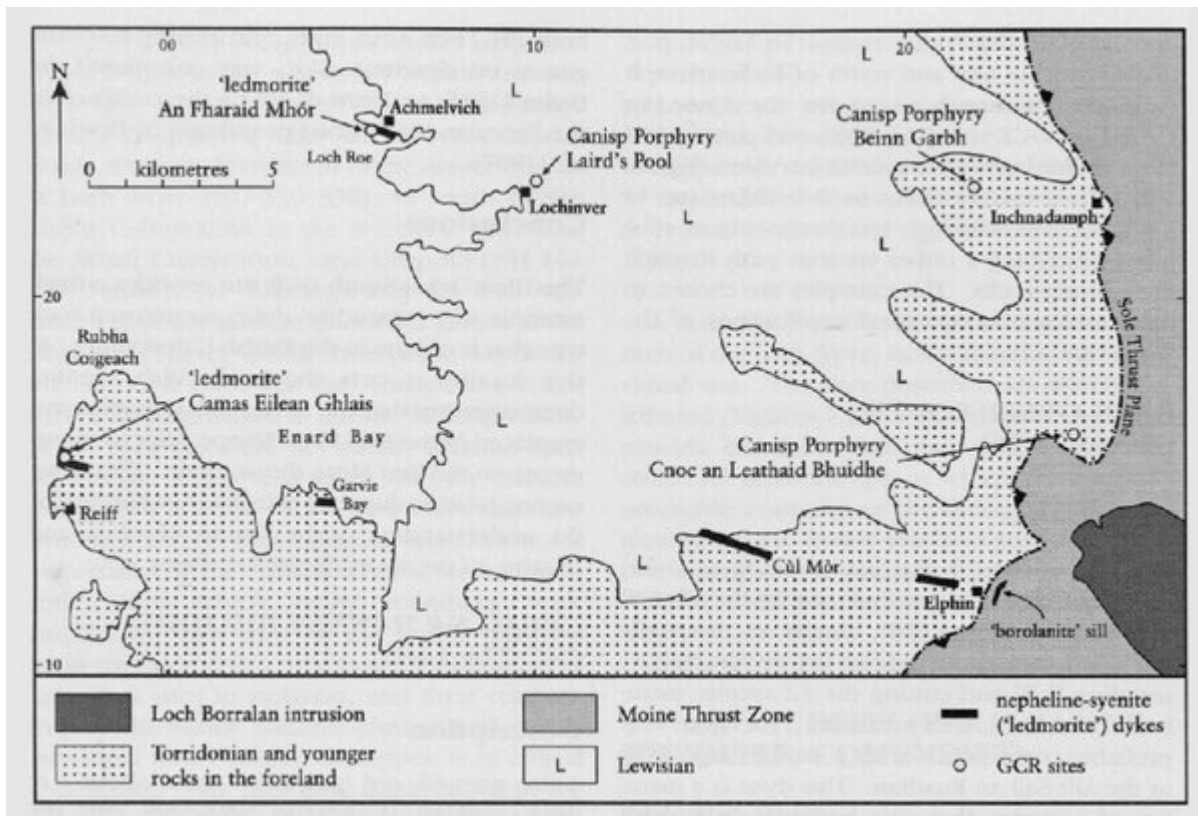 00
10
20
N
'ledmorite'
An Fharaid Mhór
Achmelvich
Loch Roe
0 kilometres 5
L
Canisp Porphyry
Laird's Pool
Lochinver
L
L
Canisp Porphyry
Beinn Garbh
Inchnadamph
L
20
Sole Thrust Plane
Rubha
Coigeach
'ledmorite'
Camas Eilean Ghlais
Enard Bay
L
L
Canisp Porphyry
Cnoc an Leathaid Bhuidhe
Reiff
Garvie
Bay
L
Cùl Mòr
L
Elphin
'borolanite' sill
10
Loch Borralan intrusion
Moine Thrust Zone
nepheline-syenite
('ledmorite') dykes
Torridonian and younger
rocks in the foreland
L
Lewisian
GCR sites